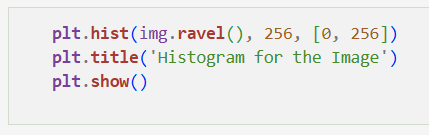 plt.hist(img.ravel(), 256, [0, 256])
plt.title('Histogram for the Image')
plt.show()